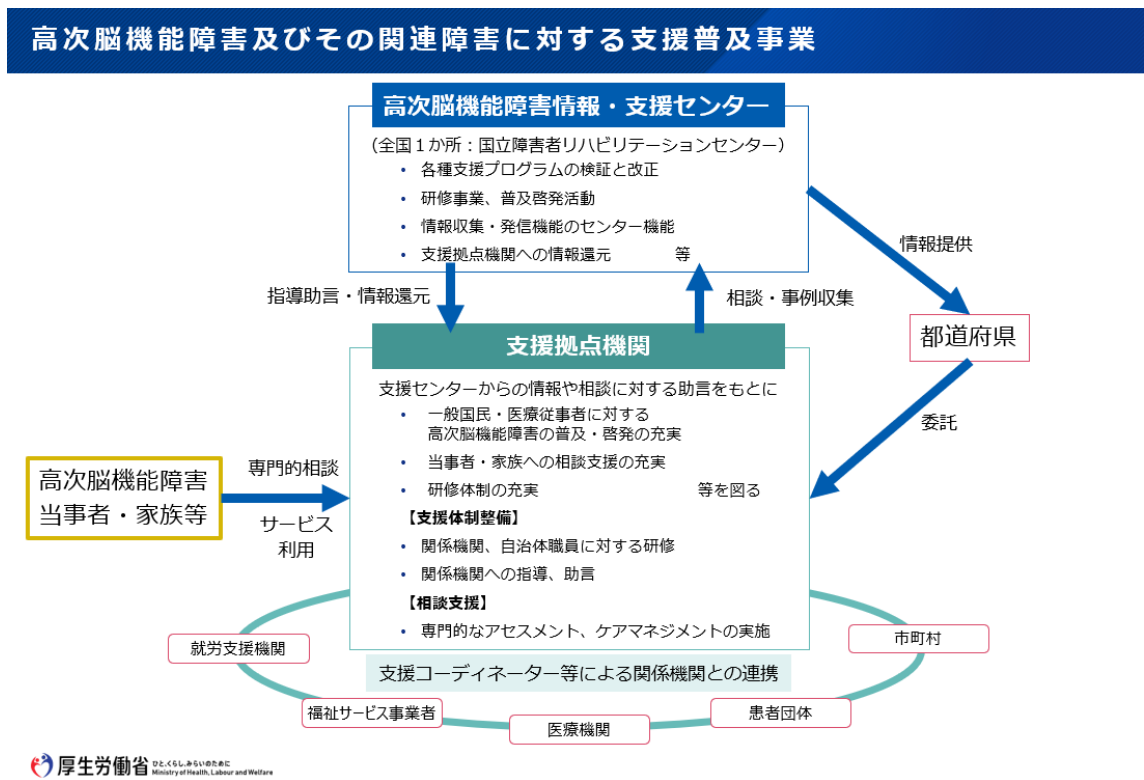 高次脳機能障害及びその関連障害に対する支援普及事業
高次脳機能障害情報・支援センター
(全国１か所：国立障害者リハビリテーションセンター)
• 各種支援プログラムの検証と改正
• 研修事業、普及啓発活動
• 情報収集・発信機能のセンター機能
• 支援拠点機関への情報還元　　　　等
情報提供
指導助言・情報還元
相談・事例収集
都道府県
支援拠点機関
支援センターからの情報や相談に対する助言をもとに
• 一般国民・医療従事者に対する
高次脳機能障害の普及・啓発の充実
• 当事者・家族への相談支援の充実
• 研修体制の充実　　　　等を図る
委託
専門的相談
高次脳機能障害
当事者・家族等
サービス
利用
【支援体制整備】
• 関係機関、自治体職員に対する研修
• 関係機関への指導、助言
【相談支援】
• 専門的なアセスメント、ケアマネジメントの実施
就労支援機関
市町村
支援コーディネーター等による関係機関との連携
福祉サービス事業者
医療機関
患者団体
厚生労働省
ひと、くらし、みらいのために
Ministry of Health, Labour and Welfare